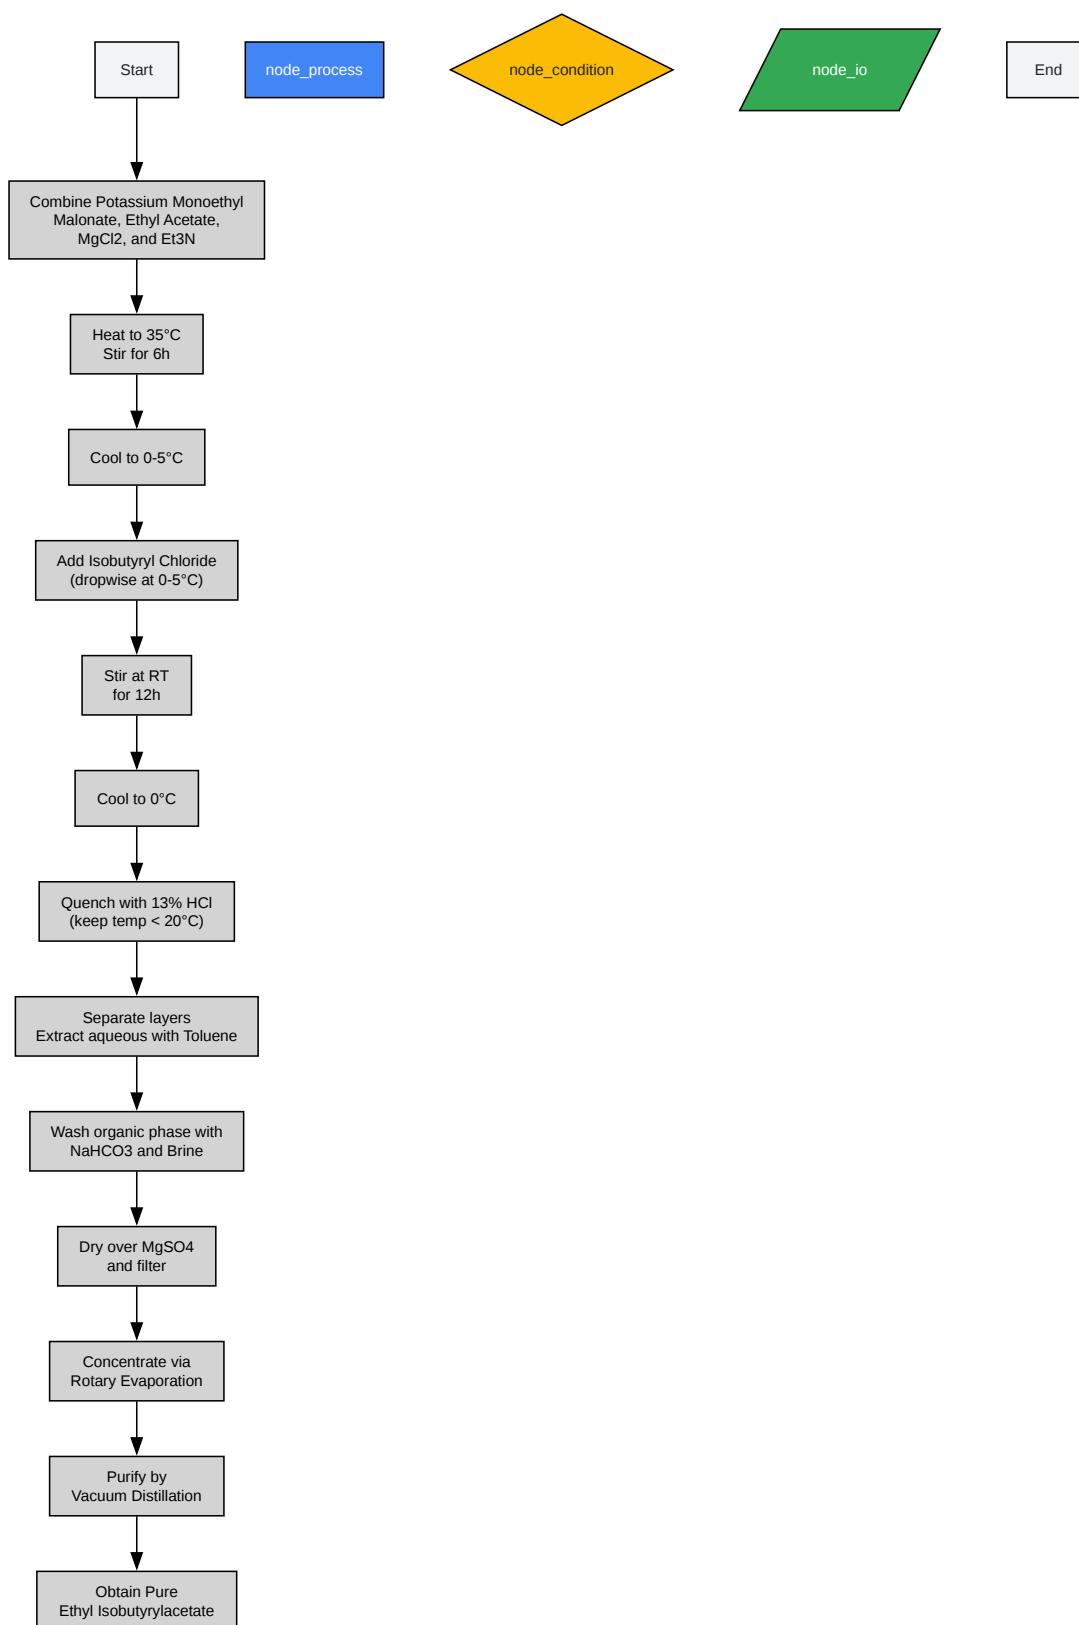 Start
node_process
node_condition
node_io
End
Combine Potassium Monoethyl
Malonate, Ethyl Acetate,
MgCl2, and Et3N
Heat to 35°C
Stir for 6h
Cool to 0-5°C
Add Isobutyryl Chloride
(dropwise at 0-5°C)
Stir at RT
for 12h
Cool to 0°C
Quench with 13% HCl
(keep temp < 20°C)
Separate layers
Extract aqueous with Toluene
Wash organic phase with
NaHCO3 and Brine
Dry over MgSO4
and filter
Concentrate via
Rotary Evaporation
Purify by
Vacuum Distillation
Obtain Pure
Ethyl Isobutyrylacetate